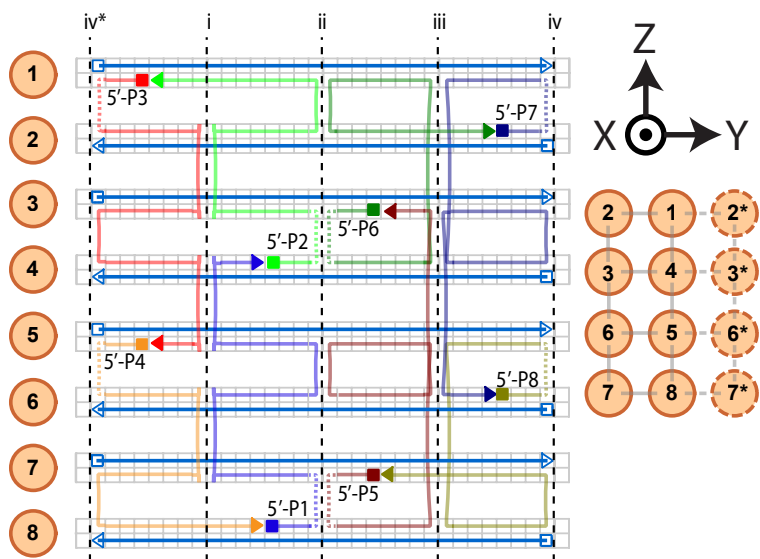 iv* i ii iii iv
1
5′-P3
5′-P7
2
3
5′-P6
5′-P2
4
5
5′-P4
5′-P8
6
7
5′-P5
5′-P1
8
Z
X Y
2 1 2*
3 4 3*
6 5 6*
7 8 7*